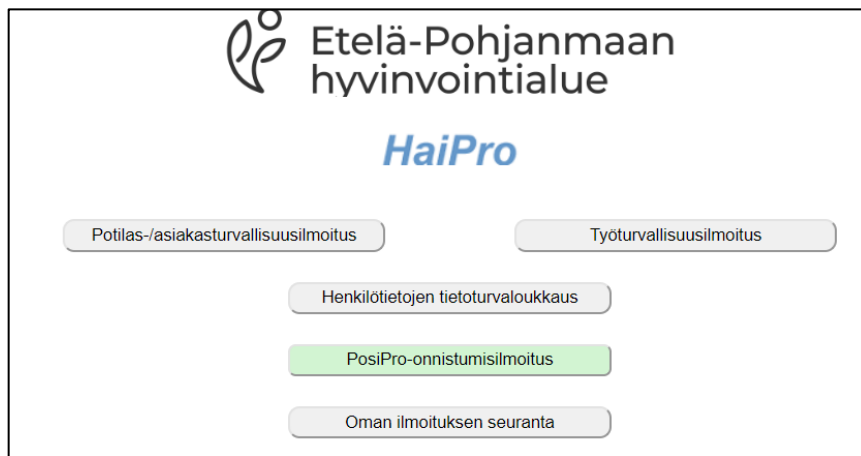 Etelä-Pohjanmaan
hyvinvointialue
HaiPro
Potilas-/asiakasturvallisuusilmoitus
Työturvallisuusilmoitus
Henkilötietojen tietoturvaloukkaus
PosiPro-onnistumisilmoitus
Oman ilmoituksen seuranta